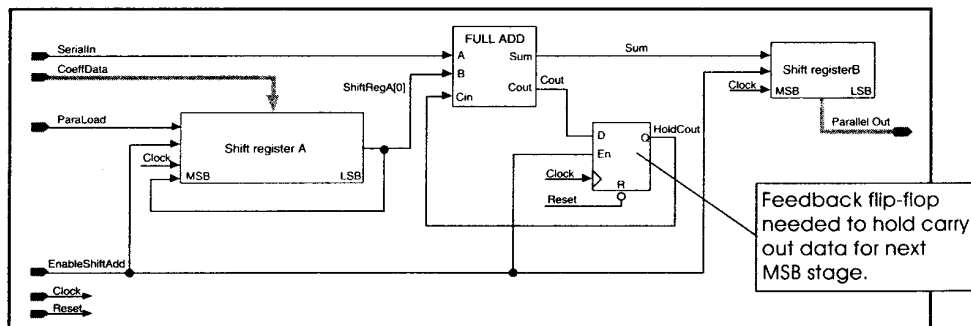 FULL ADD
SerialIn
A
Sum
Sum
CoeffData
B
Cout
Cout
ShiftRegA[0]
Cin
Shift registerB
Clock
MSB
LSB
Parallel Out
ParaLoad
Shift register A
Clock
MSB
LSB
D
Q
HoldCout
En
Clock
R
Reset
Feedback flip-flop
needed to hold carry
out data for next
MSB stage.
EnableShiftAdd
Clock
Reset